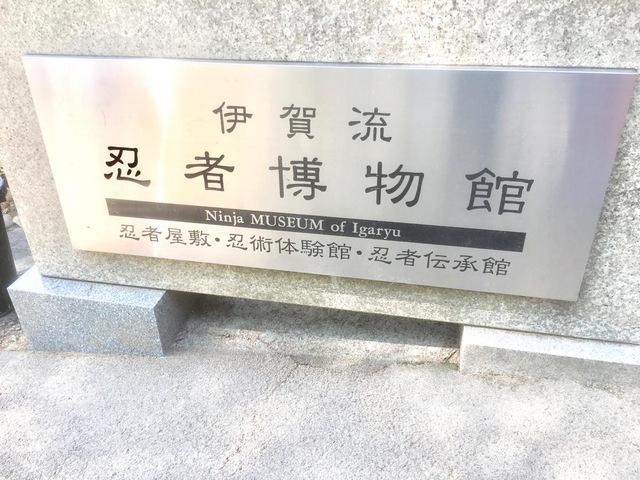 伊賀流
忍者博物館
Ninja MUSEUM of Igaryu
忍者屋敷・忍術体験館・忍者伝承館